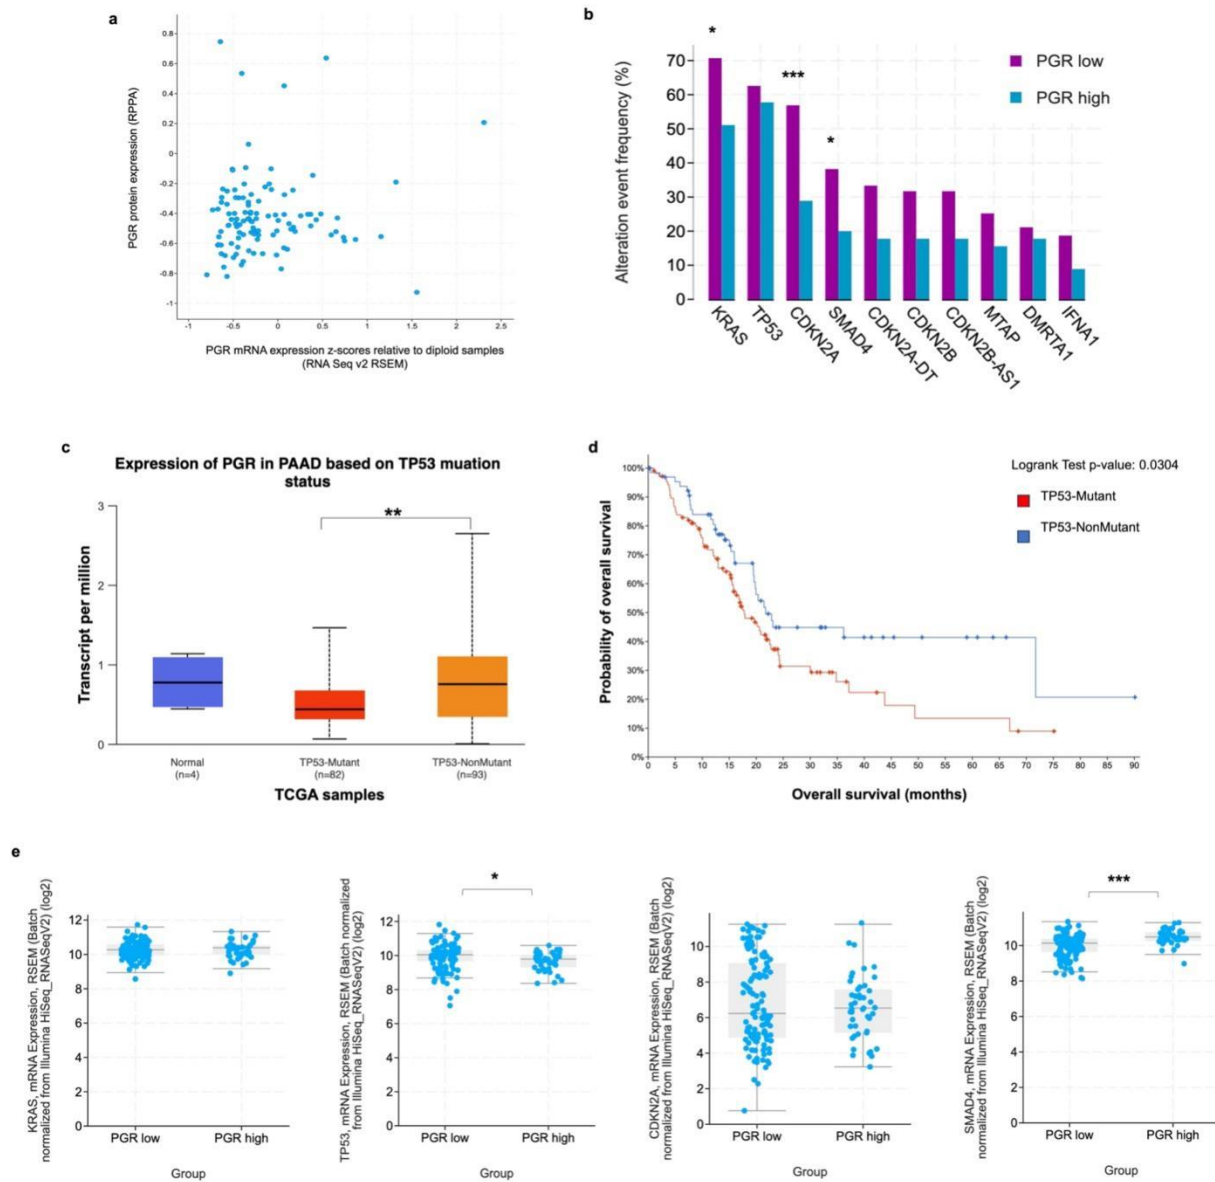 a
PGR protein expression (RPPA)
0.8
0.6
0.4
0.2
0
-0.2
-0.4
-0.6
-0.8
-1
-1 -0.5 0 0.5 1 1.5 2 2.5
PGR mRNA expression z-scores relative to diploid samples
(RNA Seq v2 RSEM)
b
Alteration event frequency (%)
70
60
50
40
30
20
10
0
*
***
*
PGR low
PGR high
KRAS
TP53
CDKN2A
SMAD4
CDKN2A-DT
CDKN2B
CDKN2B-AS1
MTAP
DMRTA1
IFNA1
c
Expression of PGR in PAAD based on TP53 muation
status
Transcript per million
3
2
1
0
**
Normal
(n=4)
TP53-Mutant
(n=82)
TP53-NonMutant
(n=93)
TCGA samples
d
Logrank Test p-value: 0.0304
TP53-Mutant
TP53-NonMutant
Probability of overall survival
100%
90%
80%
70%
60%
50%
40%
30%
20%
10%
0%
0 5 10 15 20 25 30 35 40 45 50 55 60 65 70 75 80 85 90
Overall survival (months)
e
KRAS, mRNA Expression, RSEM (Batch
normalized from Illumina HiSeq_RNASeqV2) (log2)
12
10
8
6
4
2
0
PGR low PGR high
Group
TP53, mRNA Expression, RSEM (Batch normalized
from Illumina HiSeq_RNASeqV2) (log2)
*
12
10
8
6
4
2
0
PGR low PGR high
Group
CDKN2A, mRNA Expression, RSEM (Batch
normalized from Illumina HiSeq_RNASeqV2) (log2)
10
8
6
4
2
0
PGR low PGR high
Group
SMAD4, mRNA Expression, RSEM (Batch
normalized from Illumina HiSeq_RNASeqV2) (log2)
***
10
8
6
4
2
0
PGR low PGR high
Group